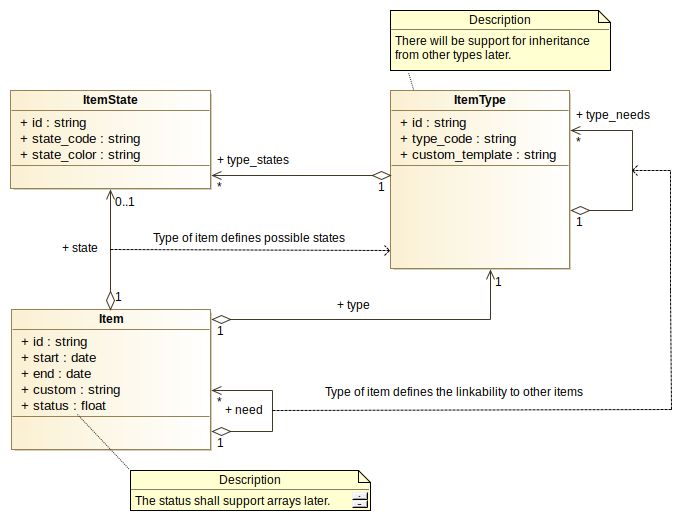 Description
There will be support for inheritance
from other types later.
ItemState
+ id : string
+ state_code : string
+ state_color : string
ItemType
+ id : string
+ type_code : string
+ custom_template : string
+ type_needs
*
1
+ type_states
*
1
0..1
+ state
1
Type of item defines possible states
Item
+ id : string
+ start : date
+ end : date
+ custom : string
+ status : float
1
+ type
1
*
+ need
1
Type of item defines the linkability to other items
Description
The status shall support arrays later.